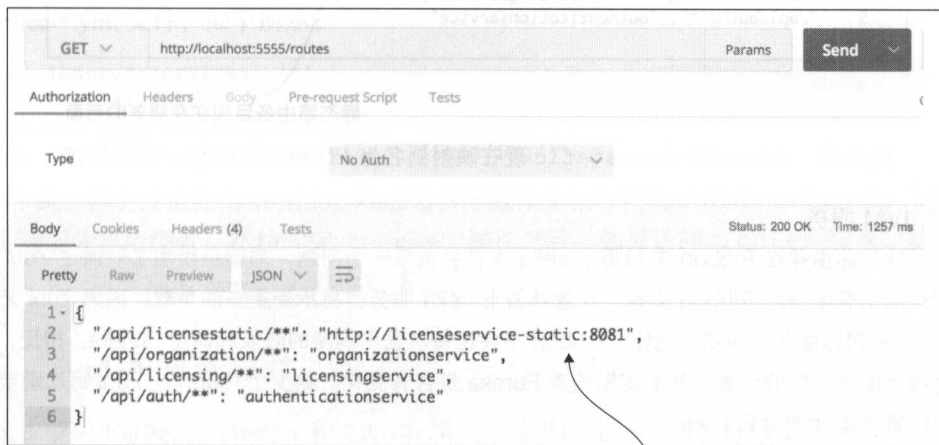 GET http://localhost:5555/routes Params Send
Authorization Headers Body Pre-request Script Tests
Type No Auth
Body Cookies Headers (4) Tests Status: 200 OK Time: 1257 ms
Pretty Raw Preview JSON
1 {
2 "/api/licensestatic/**": "http://licenseservice-static:8081",
3 "/api/organization/**": "organizationservice",
4 "/api/licensing/**": "licensingservice",
5 "/api/auth/**": "authenticationservice"
6 }